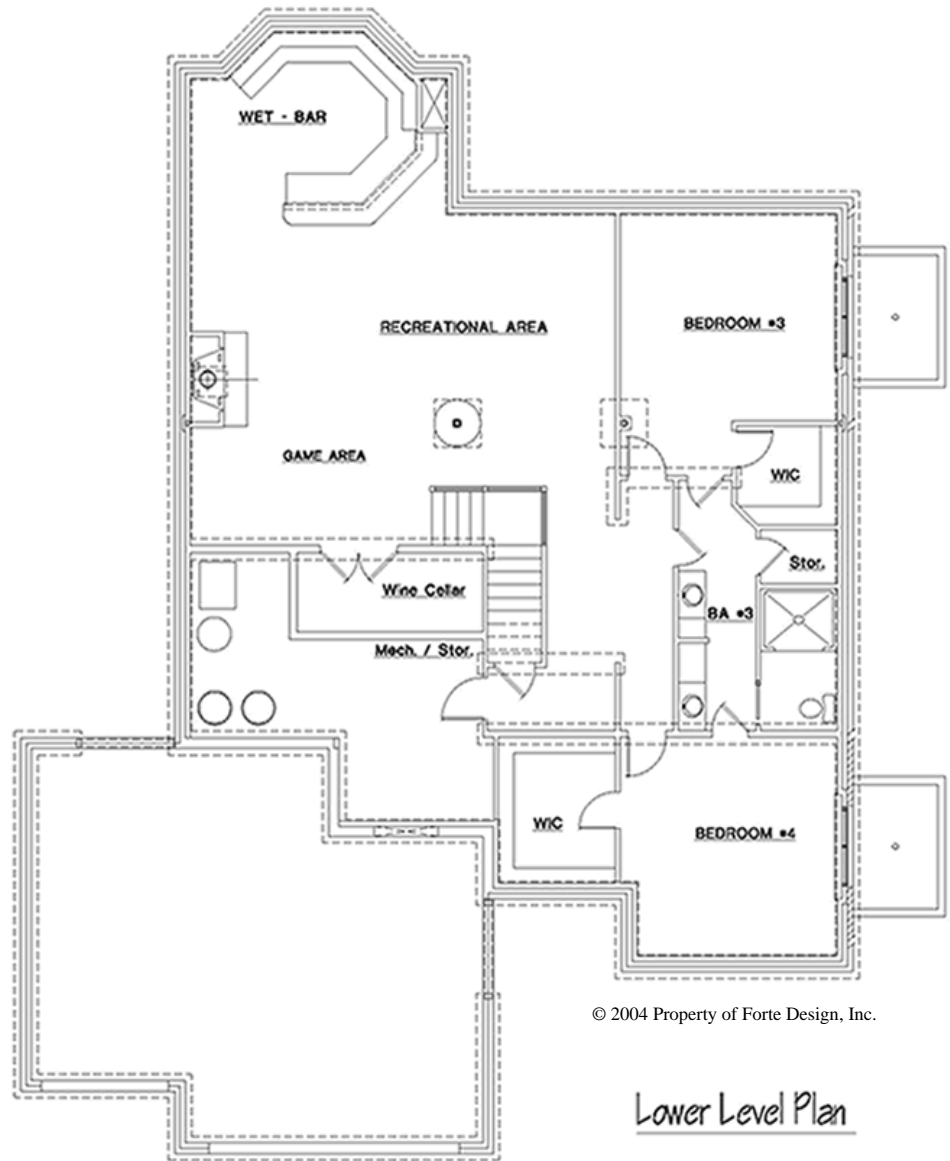 WET - BAR
RECREATIONAL AREA
BEDROOM #3
GAME AREA
WIC
Wine Cellar
Stor.
BA #3
Mech. / Stor.
WIC
BEDROOM #4
© 2004 Property of Forte Design, Inc.
Lower Level Plan